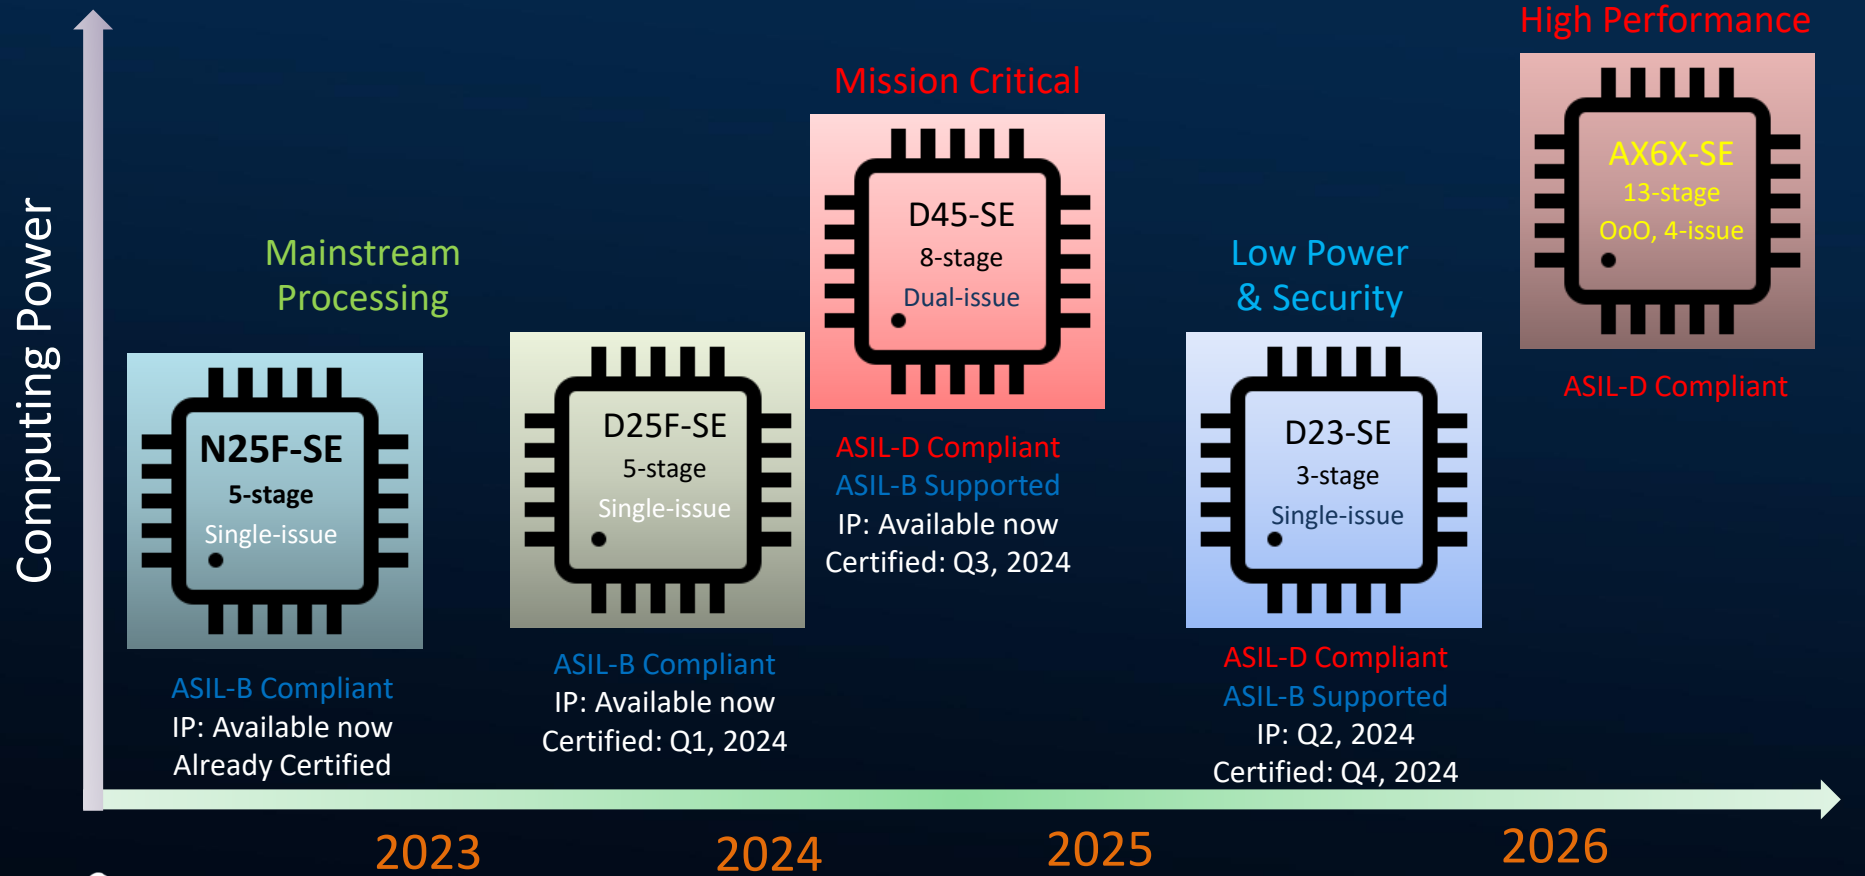 High Performance
Mission Critical
Mainstream
Processing
Low Power
& Security
Computing Power
N25F-SE
5-stage
Single-issue
ASIL-B Compliant
IP: Available now
Already Certified
D25F-SE
5-stage
Single-issue
ASIL-B Compliant
IP: Available now
Certified: Q1, 2024
D45-SE
8-stage
Dual-issue
ASIL-D Compliant
ASIL-B Supported
IP: Available now
Certified: Q3, 2024
D23-SE
3-stage
Single-issue
ASIL-D Compliant
ASIL-B Supported
IP: Q2, 2024
Certified: Q4, 2024
AX6X-SE
13-stage
OoO, 4-issue
ASIL-D Compliant
2023
2024
2025
2026